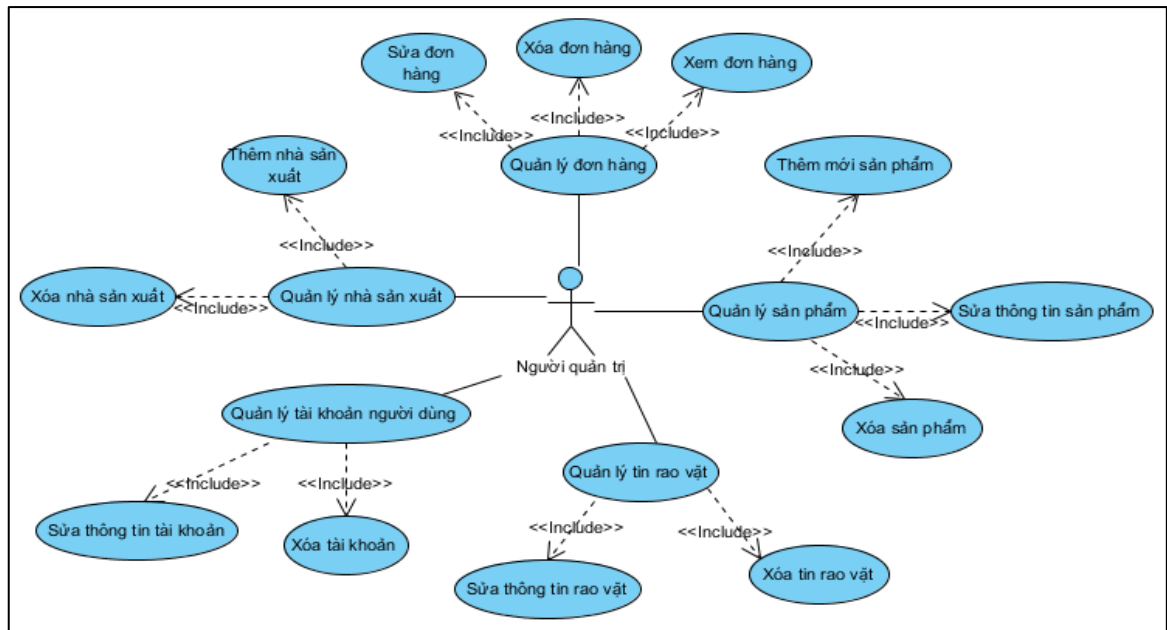 Sửa đơn
hàng
Xóa đơn hàng
Xem đơn hàng
<<Include>>
<<Include>>
<<Include>>
Quản lý đơn hàng
Thêm nhà sản
xuất
Thêm mới sản phẩm
<<Include>>
<<Include>>
Xóa nhà sản xuất
<<Include>>
Quản lý nhà sản xuất
Quản lý sản phẩm
<<Include>>
Sửa thông tin sản phẩm
Người quản trị
<<Include>>
Quản lý tài khoản người dùng
Xóa sản phẩm
Quản lý tin rao vặt
<<Include>>
<<Include>>
Sửa thông tin tài khoản
Xóa tài khoản
<<Include>>
<<Include>>
Sửa thông tin rao vặt
Xóa tin rao vặt